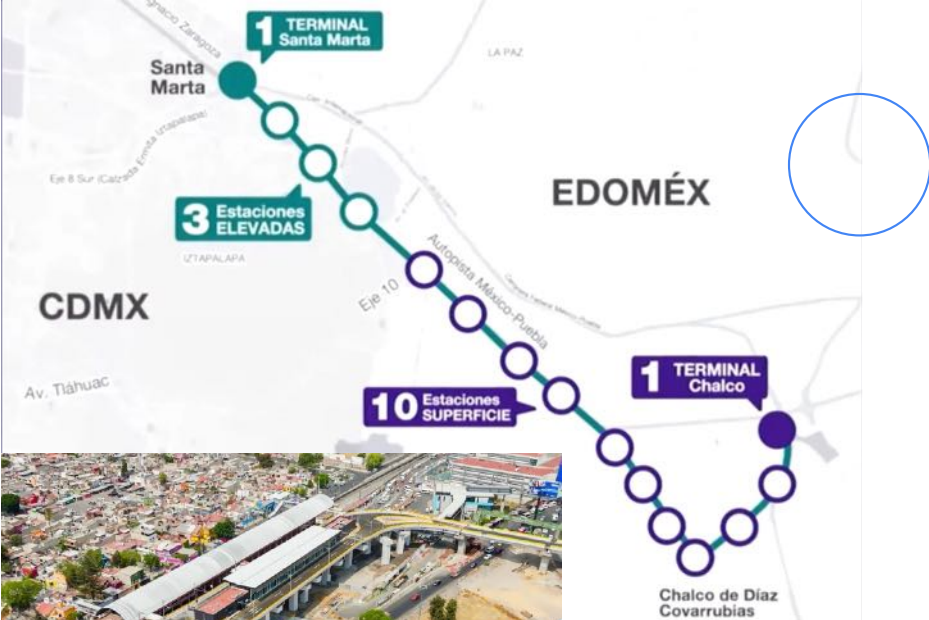 Ignacio Zaragoza
1 TERMINAL
Santa Marta
LA PAZ
Santa
Marta
Eje 8 Sur (Calzada Ermita Iztapalapa)
3 Estaciones
ELEVADAS
EDOMÉX
IZTAPALAPA
Autopista México-Puebla
Eje 10
CDMX
1 TERMINAL
Chalco
Av. Tláhuac
10 Estaciones
SUPERFICIE
Chalco de Díaz
Covarrubias